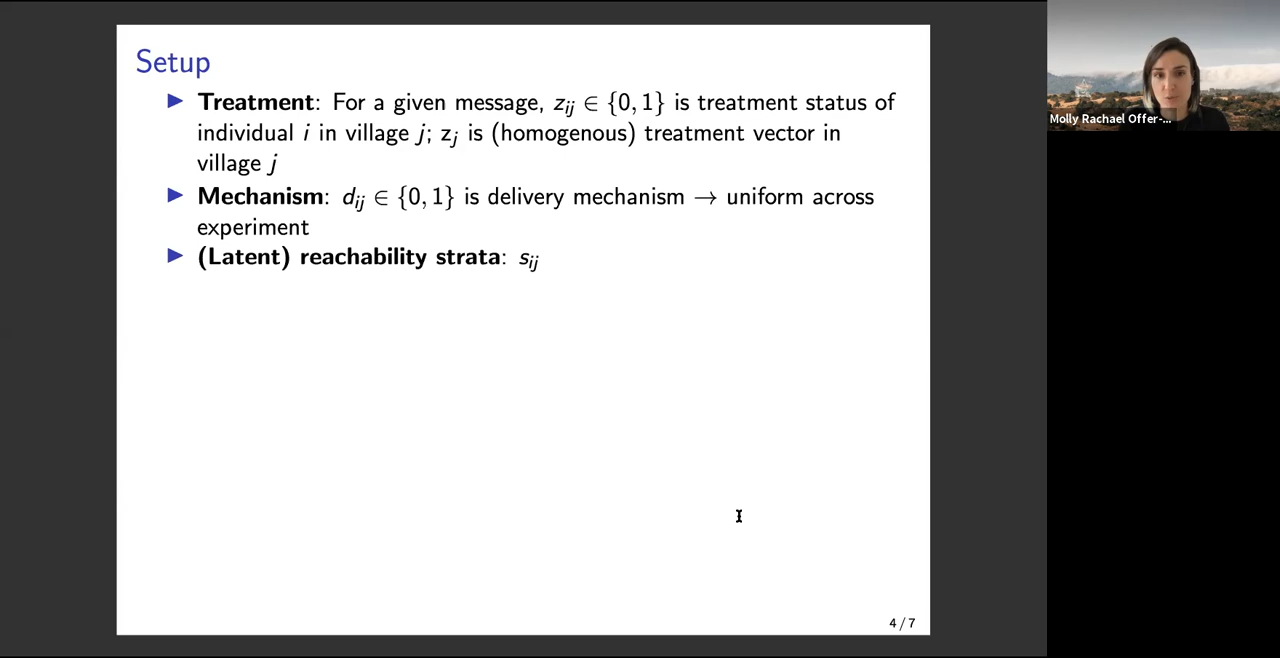 Setup
▶ Treatment: For a given message, z_ij ∈ {0, 1} is treatment status of
individual i in village j; z_j is (homogenous) treatment vector in
village j
▶ Mechanism: d_ij ∈ {0, 1} is delivery mechanism → uniform across
experiment
▶ (Latent) reachability strata: s_ij
4 / 7
Molly Rachael Offer-...